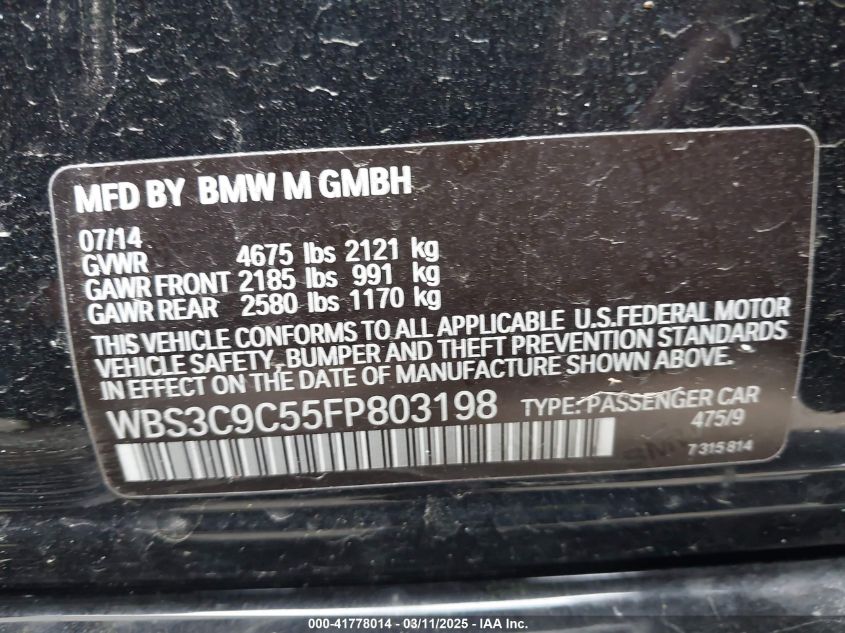 MFD BY BMW M GMBH
07/14
GVWR 4675 lbs 2121 kg
GAWR FRONT 2185 lbs 991 kg
GAWR REAR 2580 lbs 1170 kg
THIS VEHICLE CONFORMS TO ALL APPLICABLE U.S.FEDERAL MOTOR
VEHICLE SAFETY, BUMPER AND THEFT PREVENTION STANDARDS
IN EFFECT ON THE DATE OF MANUFACTURE SHOWN ABOVE.
WBS3C9C55FP803198 TYPE: PASSENGER CAR
475/9
7 315 814
000-41778014 - 03/11/2025 - IAA Inc.